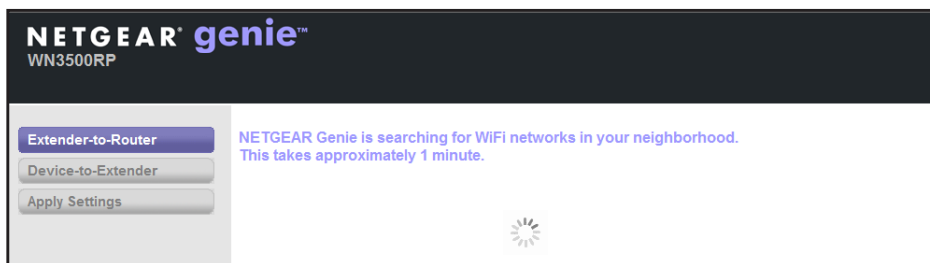 NETGEAR® genie™
WN3500RP
Extender-to-Router
Device-to-Extender
Apply Settings
NETGEAR Genie is searching for WiFi networks in your neighborhood.
This takes approximately 1 minute.